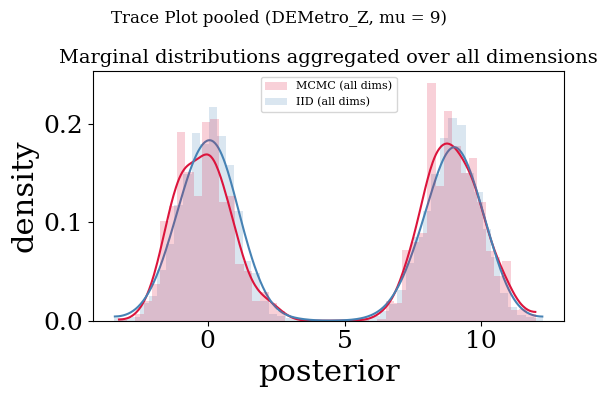 Trace Plot pooled (DEMetro_Z, mu = 9)
Marginal distributions aggregated over all dimensions
MCMC (all dims)
IID (all dims)
density
0.2
0.1
0.0
0 5 10
posterior